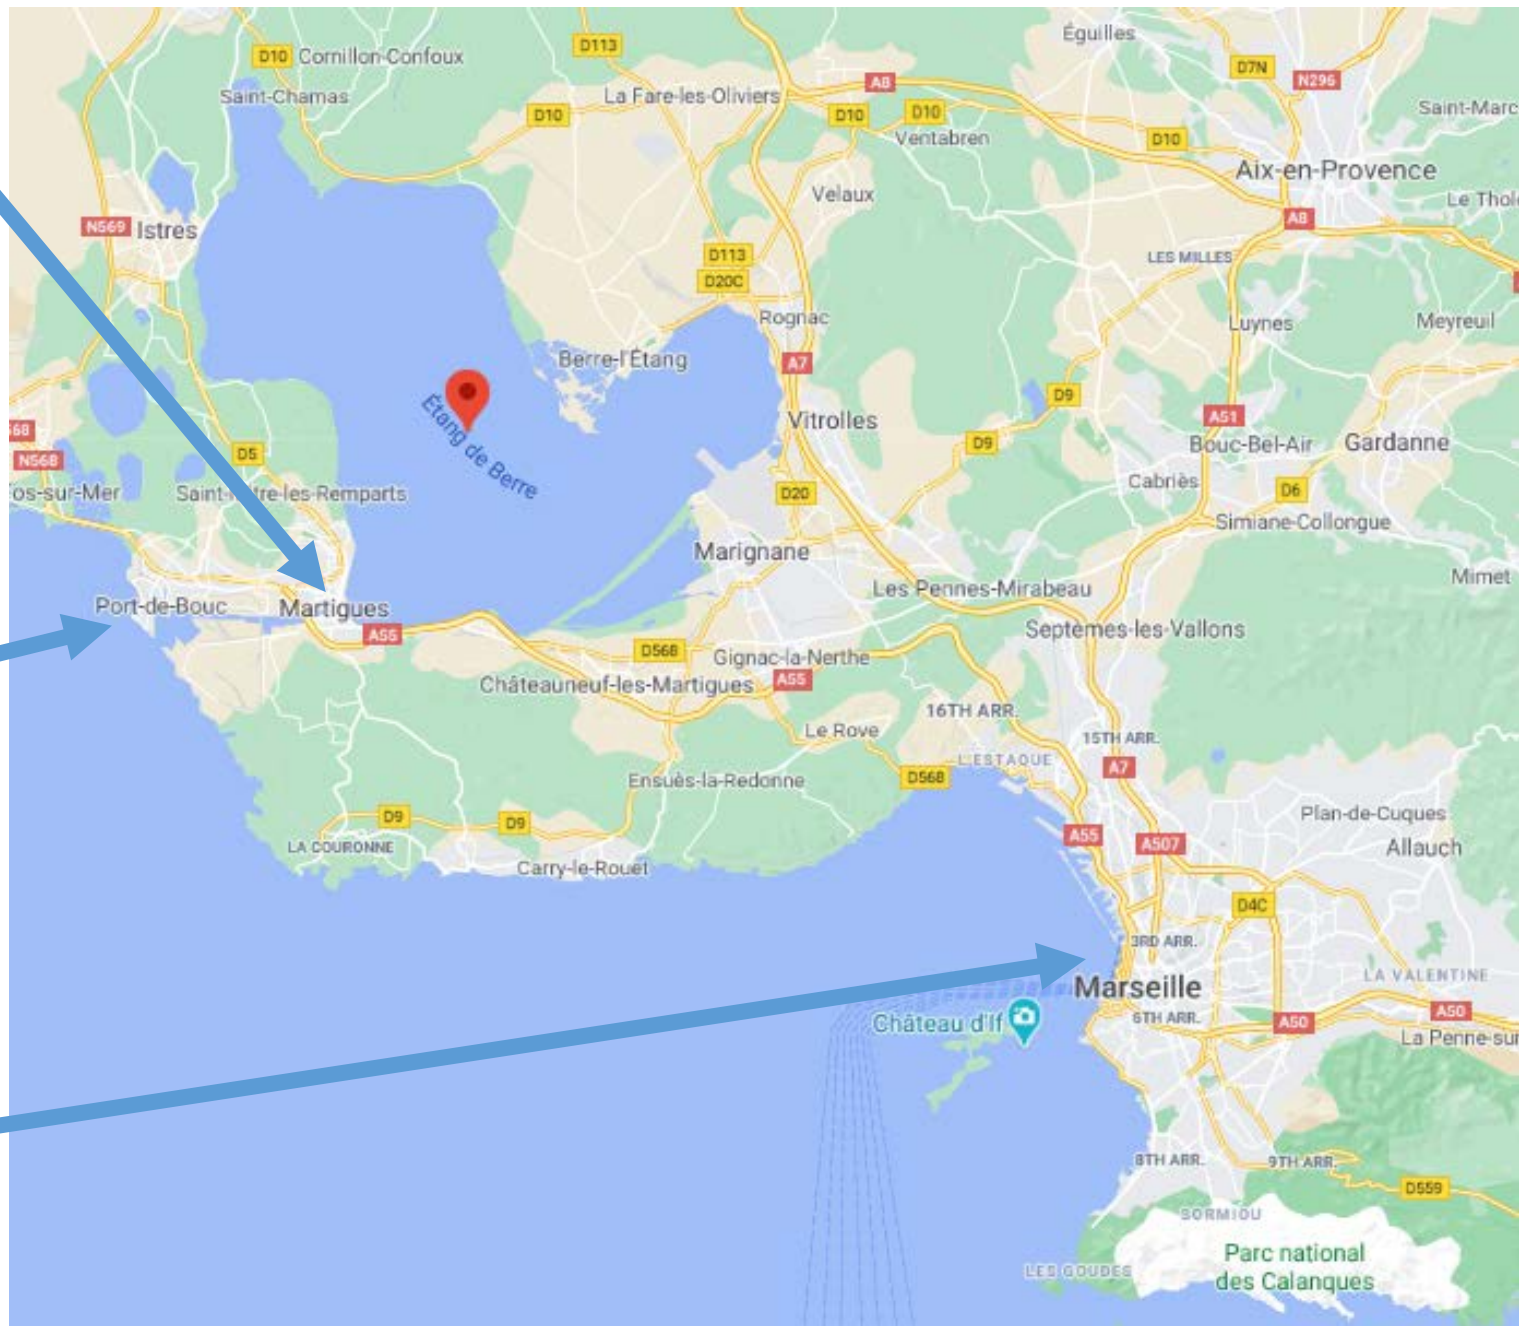 Éguilles
D113
D10
Cornillon-Confoux
D7N
N296
A8
Saint-Chamas
La Fare-les-Oliviers
Saint-Marc
D10
D10
D10
Ventabren
D10
Aix-en-Provence
Velaux
Le Thol
A8
N569
Istres
D113
LES MILLES
D20C
Rognac
Luynes
Meyreuil
Berre-l'Étang
A7
Étang de Berre
D9
Vitrolles
A51
568
N568
D5
D9
Bouc-Bel-Air
Gardanne
os-sur-Mer
Cabriès
D20
D6
Simiane-Collongue
Marignane
Mimet
Les Pennes-Mirabeau
Port-de-Bouc
Martigues
A55
Septèmes-les-Vallons
D568
Gignac-la-Nerthe
Châteauneuf-les-Martigues
A55
16TH ARR.
Le Rove
15TH ARR.
L'ESTAQUE
A7
Ensuès-la-Redonne
D568
D9
D9
Plan-de-Cuques
A55
A507
LA COURONNE
Allauch
Carry-le-Rouet
D4C
3RD ARR.
LA VALENTINE
Marseille
A50
Château d'If
6TH ARR.
A50
La Penne-sur
8TH ARR.
9TH ARR.
D559
SORMIOU
Parc national
des Calanques
LES GOUDES